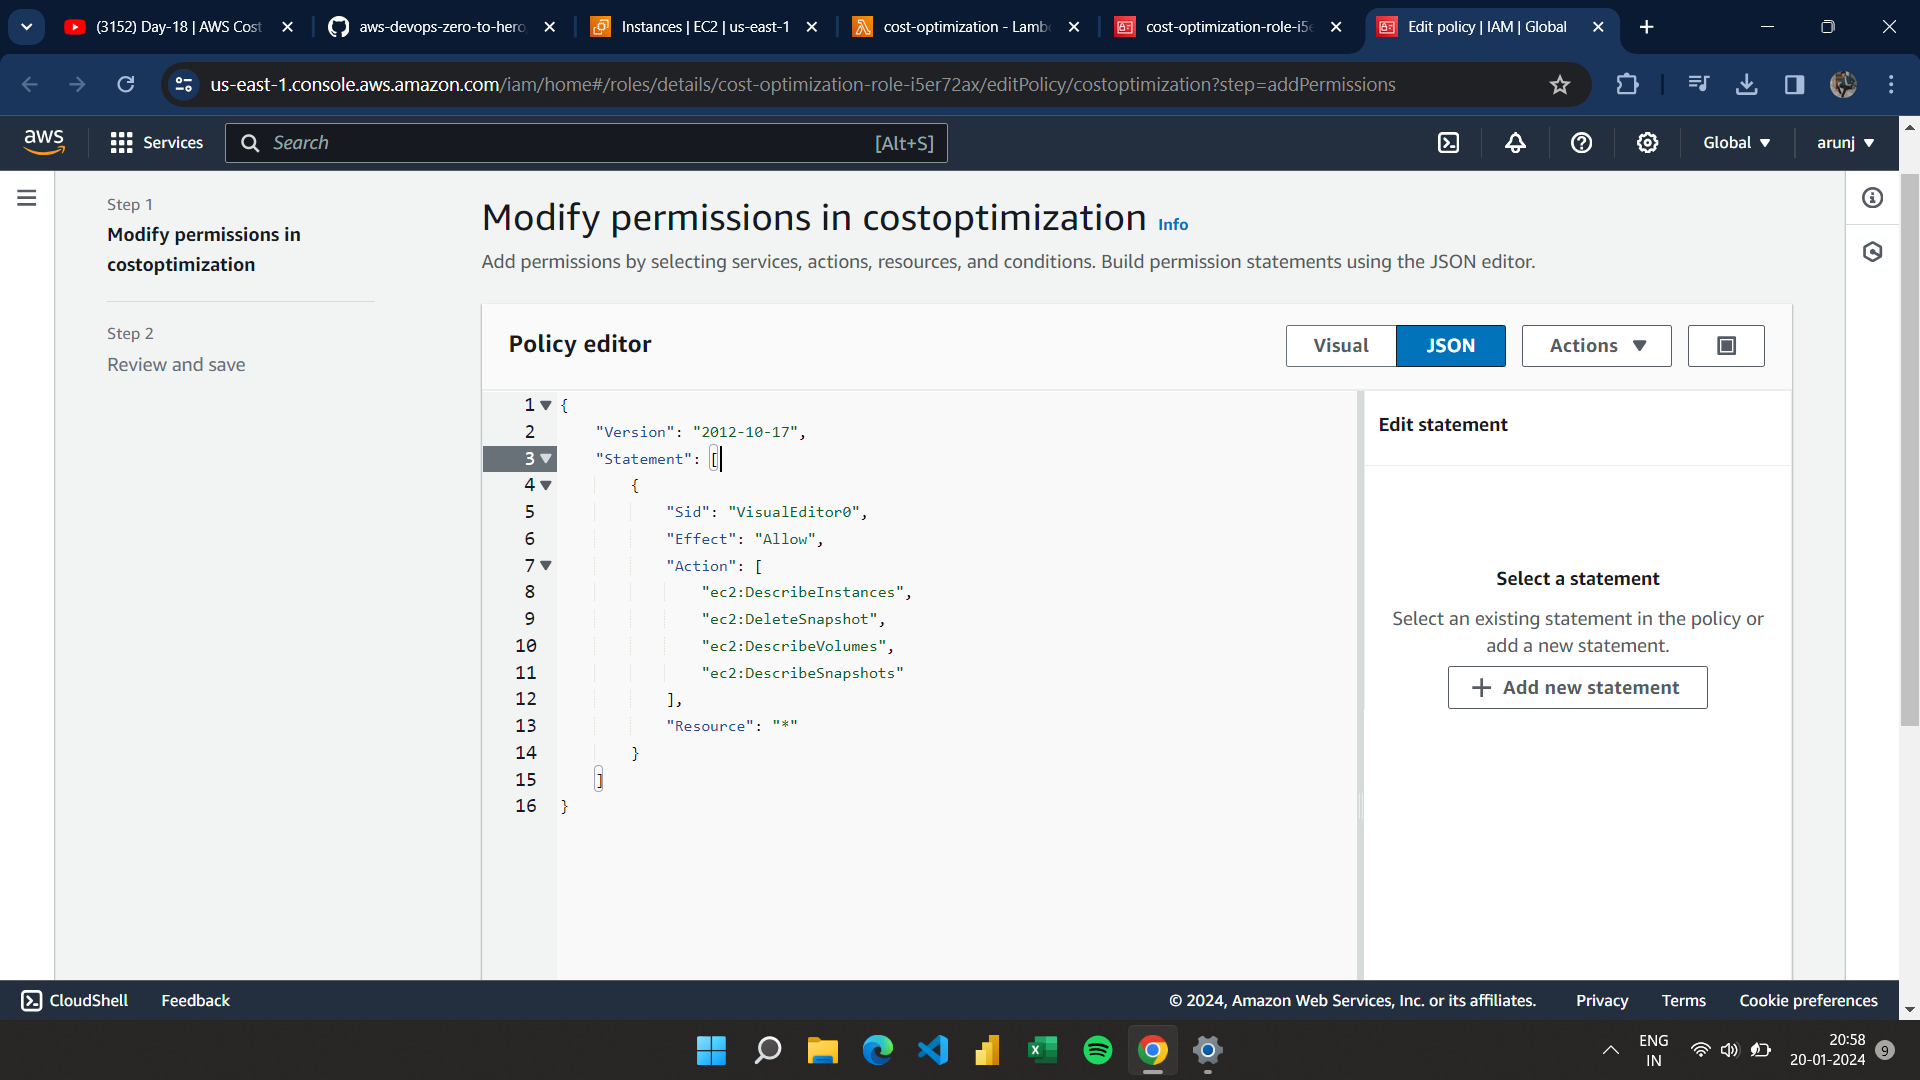 (3152) Day-18 | AWS Cost
aws-devops-zero-to-hero
Instances | EC2 | us-east-1
cost-optimization - Lamb
cost-optimization-role-i5e
Edit policy | IAM | Global
us-east-1.console.aws.amazon.com/iam/home#/roles/details/cost-optimization-role-i5er72ax/editPolicy/costoptimization?step=addPermissions
aws
Services
Search
[Alt+S]
Global
arunj
Step 1
Modify permissions in
costoptimization
Step 2
Review and save
Modify permissions in costoptimization Info
Add permissions by selecting services, actions, resources, and conditions. Build permission statements using the JSON editor.
Policy editor
Visual
JSON
Actions
1 {
2 "Version": "2012-10-17",
3 "Statement": [
4 {
5 "Sid": "VisualEditor0",
6 "Effect": "Allow",
7 "Action": [
8 "ec2:DescribeInstances",
9 "ec2:DeleteSnapshot",
10 "ec2:DescribeVolumes",
11 "ec2:DescribeSnapshots"
12 ],
13 "Resource": "*"
14 }
15 ]
16 }
Edit statement
Select a statement
Select an existing statement in the policy or
add a new statement.
+ Add new statement
CloudShell
Feedback
© 2024, Amazon Web Services, Inc. or its affiliates.
Privacy
Terms
Cookie preferences
ENG
IN
20:58
20-01-2024
9